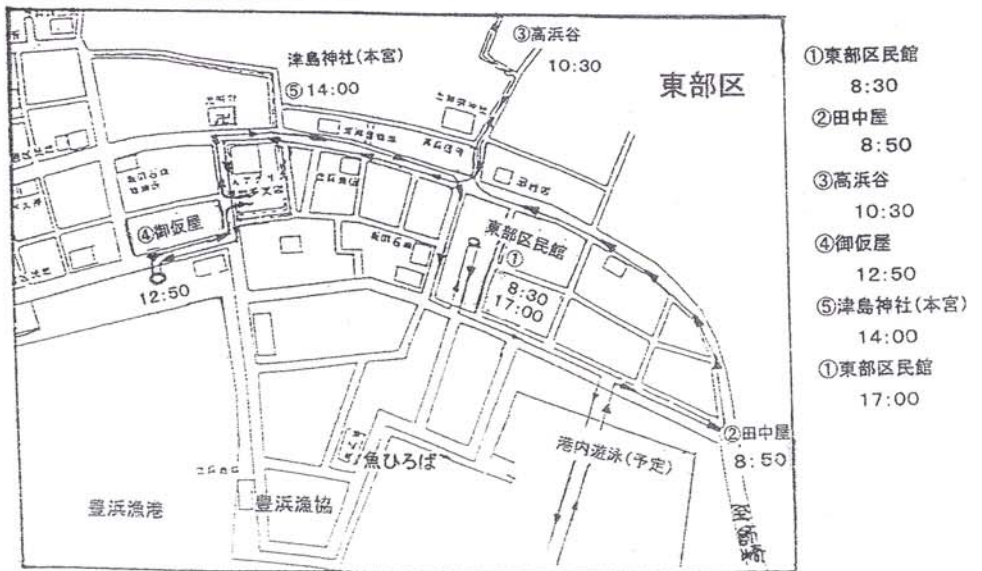 ③高浜谷
10:30
津島神社(本宮)
⑤14:00
東部区
④御仮屋
12:50
東部区民館
①
8:30
17:00
②田中屋
8:50
港内遊泳(予定)
魚ひろば
豊浜漁港
豊浜漁協
至師崎
①東部区民館
8:30
②田中屋
8:50
③高浜谷
10:30
④御仮屋
12:50
⑤津島神社(本宮)
14:00
①東部区民館
17:00